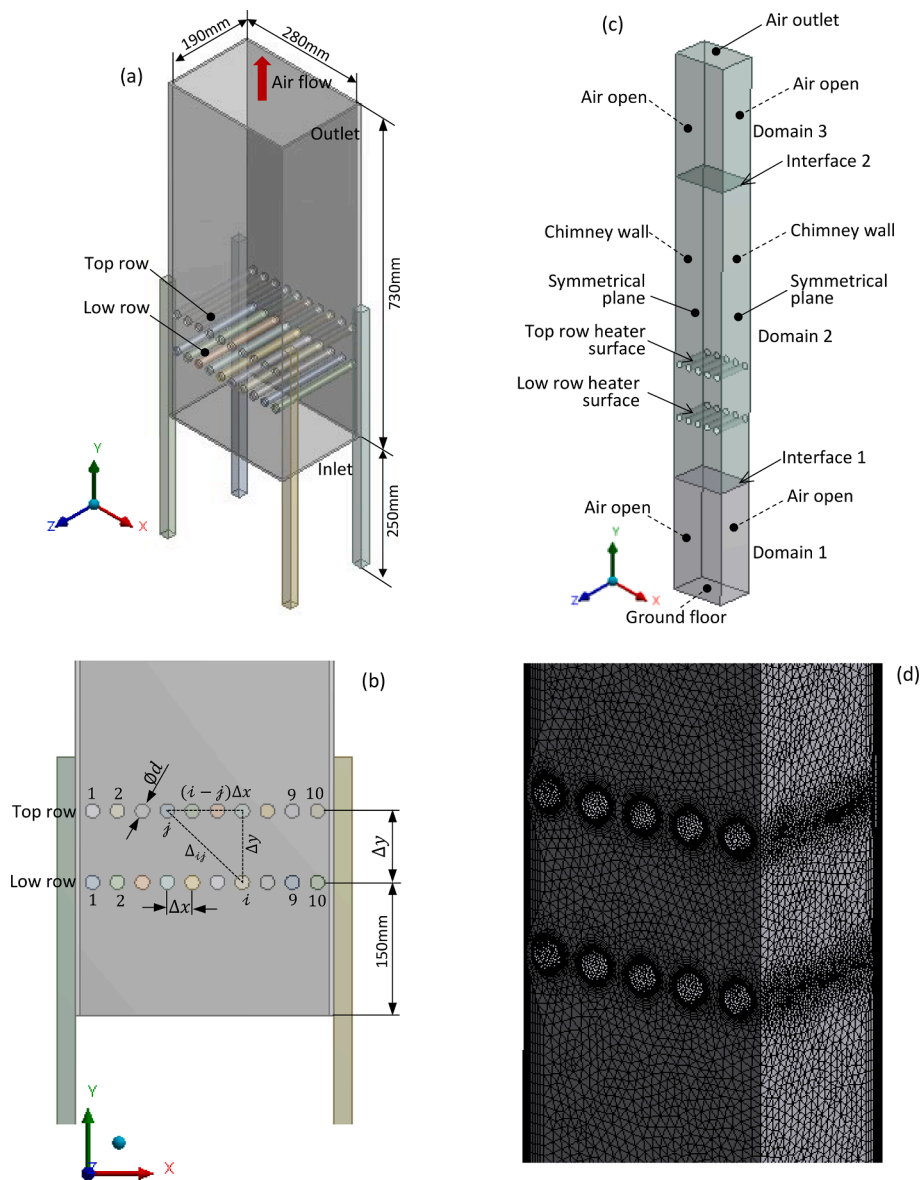 (a)
190mm
280mm
Air flow
Outlet
Top row
Low row
730mm
Inlet
250mm
Y
Z
X
(c)
Air outlet
Air open
Air open
Domain 3
Interface 2
Chimney wall
Chimney wall
Symmetrical
plane
Symmetrical
plane
Domain 2
Top row heater
surface
Low row heater
surface
Interface 1
Air open
Air open
Domain 1
Y
Z
X
Ground floor
(b)
1 2 Ød (i − j)Δx 9 10
Top row
j
Δij
Δy
Δy
Low row
i
1 2 Δx 9 10
150mm
Y
Z
X
(d)